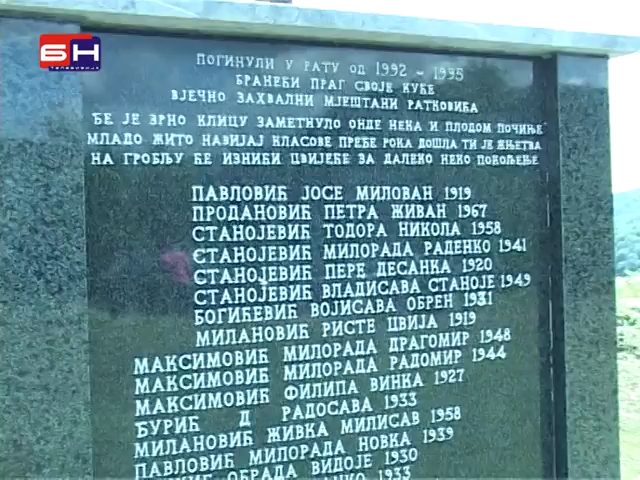 БН
ТЕЛЕВИЗИЈА
ПОГИНУЛИ У РАТУ ОД 1992 - 1995
БРАНЕЋИ ПРАГ СВОЈЕ КУЋЕ
ВЈЕЧНО ЗАХВАЛНИ МЈЕШТАНИ РАТКОВИЋА
ЂЕ ЈЕ ЗРНО КЛИЦУ ЗАМЕТНУЛО ОНДЕ НЕКА И ПЛОДОМ ПОЧИНЕ
МЛАДО ЖИТО НАВИЈАЈ КЛАСОВЕ ПРЕЂЕ РОКА ДОШЛА ТИ ЈЕ ЖЊЕТВА
НА ГРОБЉУ ЋЕ ИЗНИЋИ ЦВИЈЕЋЕ ЗА ДАЛЕКО НЕКО ПОКОЉЕЊЕ
ПАВЛОВИЋ ЈОСЕ МИЛОВАН 1919
ПРОДАНОВИЋ ПЕТРА ЖИВАН 1967
СТАНОЈЕВИЋ ТОДОРА НИКОЛА 1958
СТАНОЈЕВИЋ МИЛОРАДА РАДЕНКО 1941
СТАНОЈЕВИЋ ПЕРЕ ДЕСАНКА 1920
СТАНОЈЕВИЋ ВЛАДИСАВА СТАНОЈЕ 1949
БОГИЋЕВИЋ ВОЈИСАВА ОБРЕН 1931
МИЛАНОВИЋ РИСТЕ ЦВИЈА 1919
МАКСИМОВИЋ МИЛОРАДА ДРАГОМИР 1948
МАКСИМОВИЋ МИЛОРАДА РАДОМИР 1944
МАКСИМОВИЋ ФИЛИПА ВИНКА 1927
ЂУРИЋ Д РАДОСАВА 1933
МИЛАНОВИЋ ЖИВКА МИЛИСАВ 1958
ПАВЛОВИЋ МИЛОРАДА НОВКА 1939
ОБРАДА ВИДОЈЕ 1930
1933